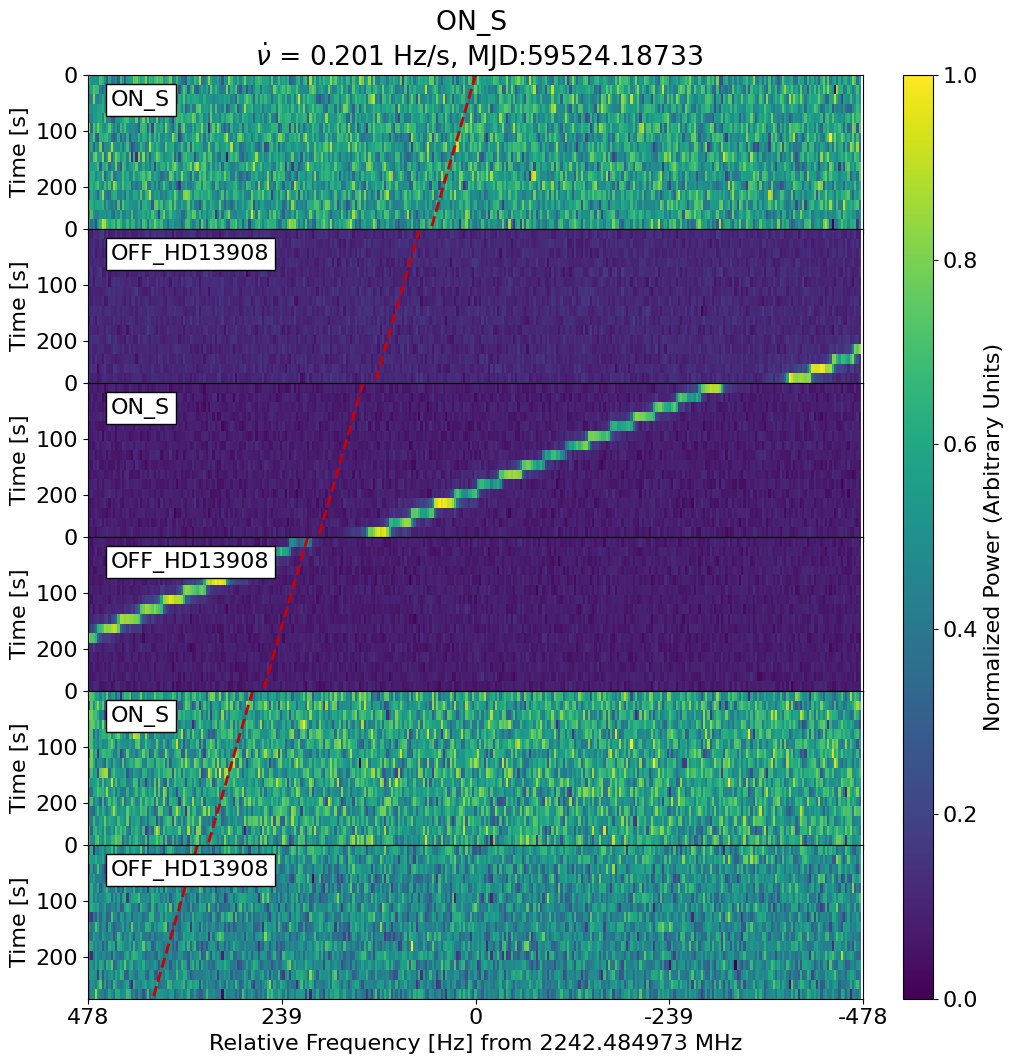 ON_S
ν̇ = 0.201 Hz/s, MJD:59524.18733
ON_S
OFF_HD13908
ON_S
OFF_HD13908
ON_S
OFF_HD13908
0
100
200
0
100
200
0
100
200
0
100
200
0
100
200
0
100
200
Time [s]
Time [s]
Time [s]
Time [s]
Time [s]
Time [s]
478 239 0 -239 -478
Relative Frequency [Hz] from 2242.484973 MHz
1.0
0.8
0.6
0.4
0.2
0.0
Normalized Power (Arbitrary Units)